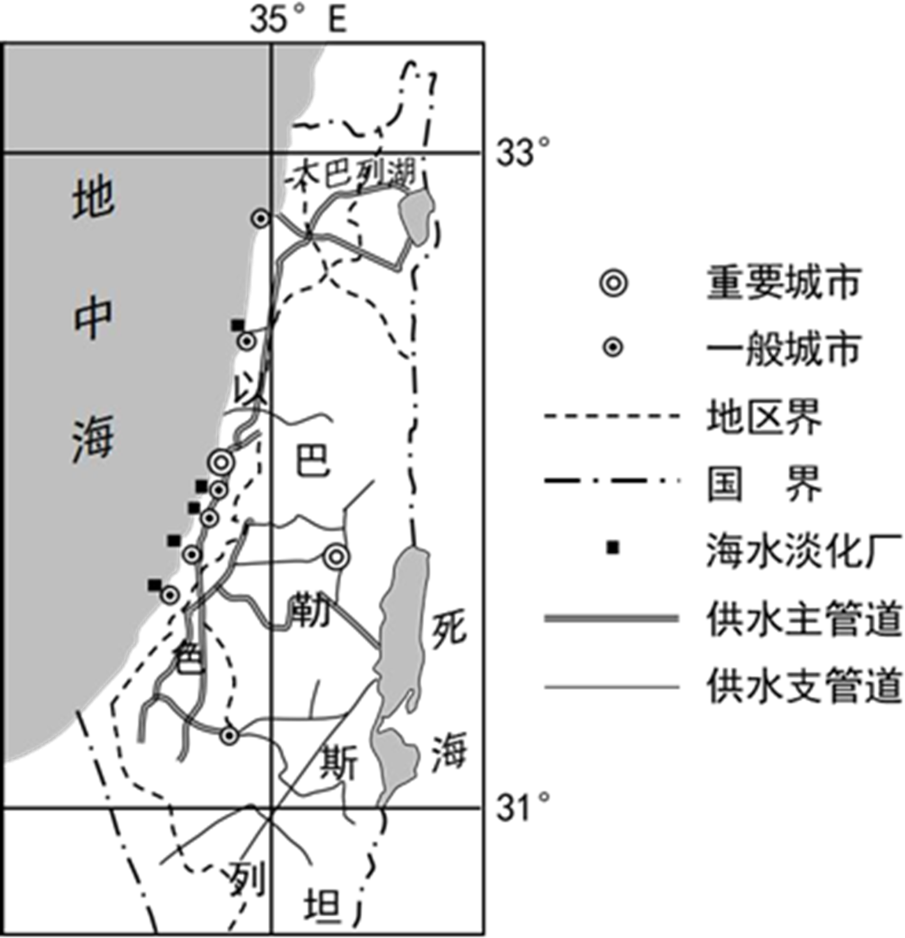 35° E
33°
太巴列湖
地中海
以色列
巴勒斯坦
死海
31°
重要城市
一般城市
地区界
国 界
海水淡化厂
供水主管道
供水支管道